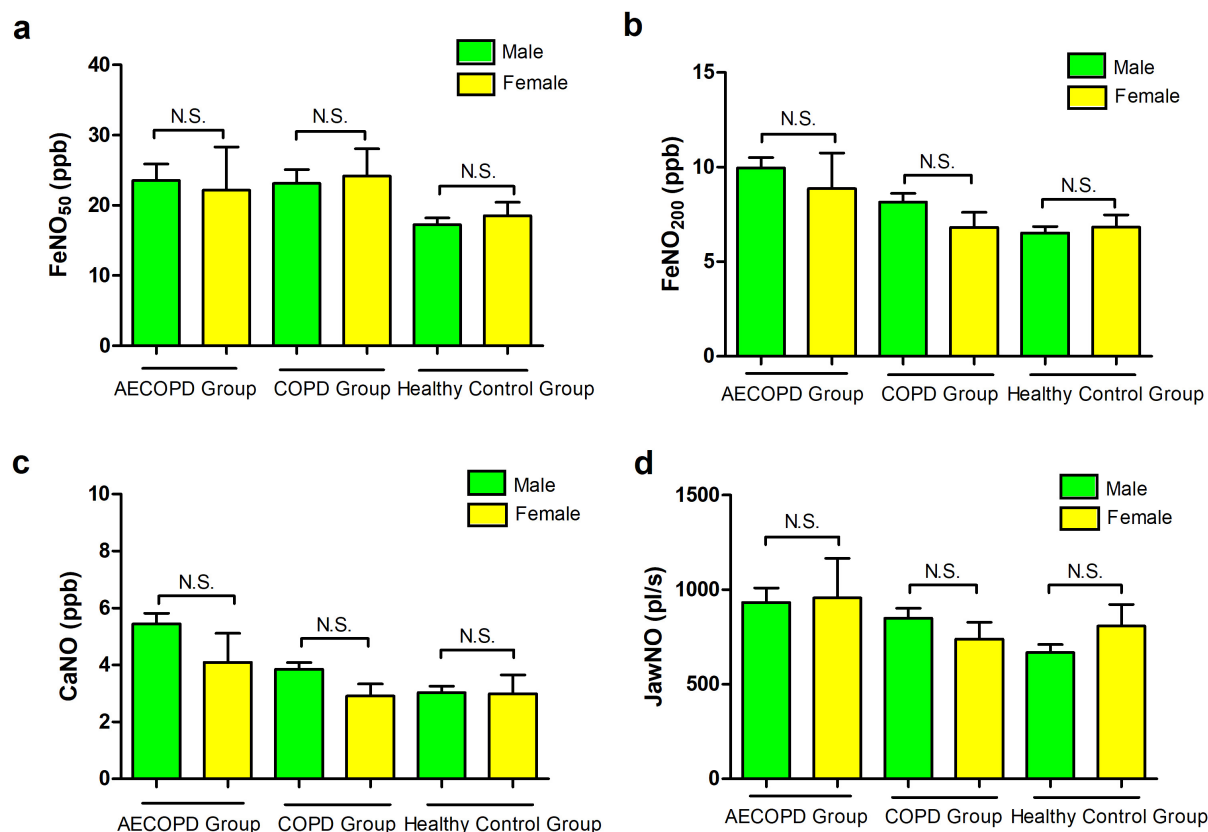 a
Male
Female
40
30
20
10
0
FeNO50 (ppb)
N.S.
N.S.
N.S.
AECOPD Group
COPD Group
Healthy Control Group
b
Male
Female
15
10
5
0
FeNO200 (ppb)
N.S.
N.S.
N.S.
AECOPD Group
COPD Group
Healthy Control Group
c
Male
Female
10
8
6
4
2
0
CaNO (ppb)
N.S.
N.S.
N.S.
AECOPD Group
COPD Group
Healthy Control Group
d
Male
Female
1500
1000
500
0
JawNO (pl/s)
N.S.
N.S.
N.S.
AECOPD Group
COPD Group
Healthy Control Group